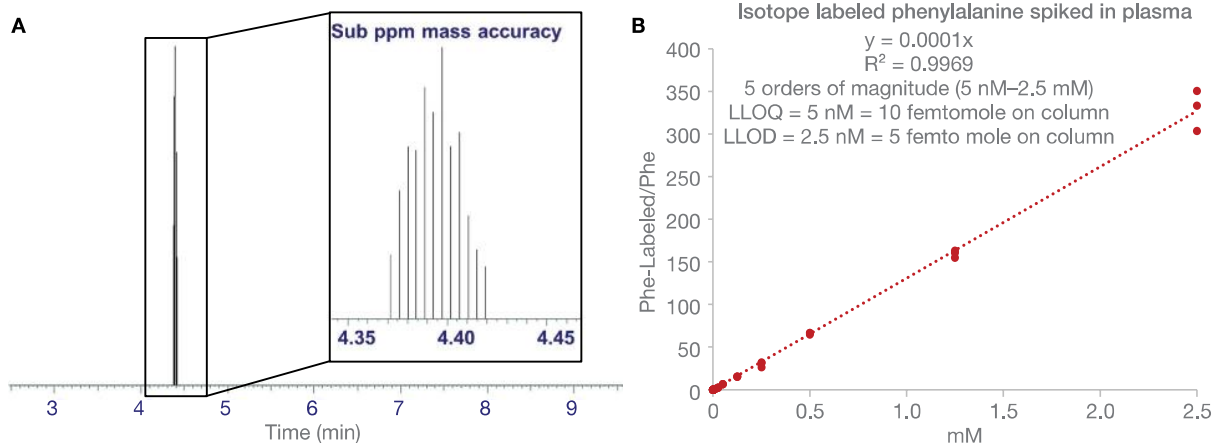 A
Sub ppm mass accuracy
4.35 4.40 4.45
3 4 5 6 7 8 9
Time (min)
B
Isotope labeled phenylalanine spiked in plasma
y = 0.0001x
R² = 0.9969
5 orders of magnitude (5 nM–2.5 mM)
LLOQ = 5 nM = 10 femtomole on column
LLOD = 2.5 nM = 5 femto mole on column
Phe-Labeled/Phe
400
350
300
250
200
150
100
50
0
0 0.5 1.0 1.5 2.0 2.5
mM